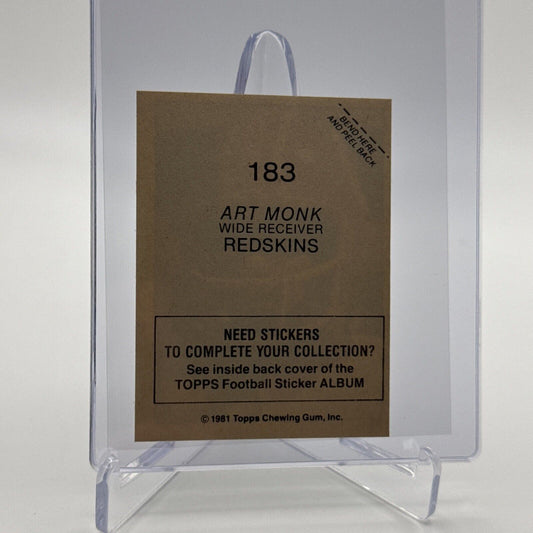 BEND HERE
AND PEEL BACK
183
ART MONK
WIDE RECEIVER
REDSKINS
NEED STICKERS
TO COMPLETE YOUR COLLECTION?
See inside back cover of the
TOPPS Football Sticker ALBUM
© 1981 Topps Chewing Gum, Inc.